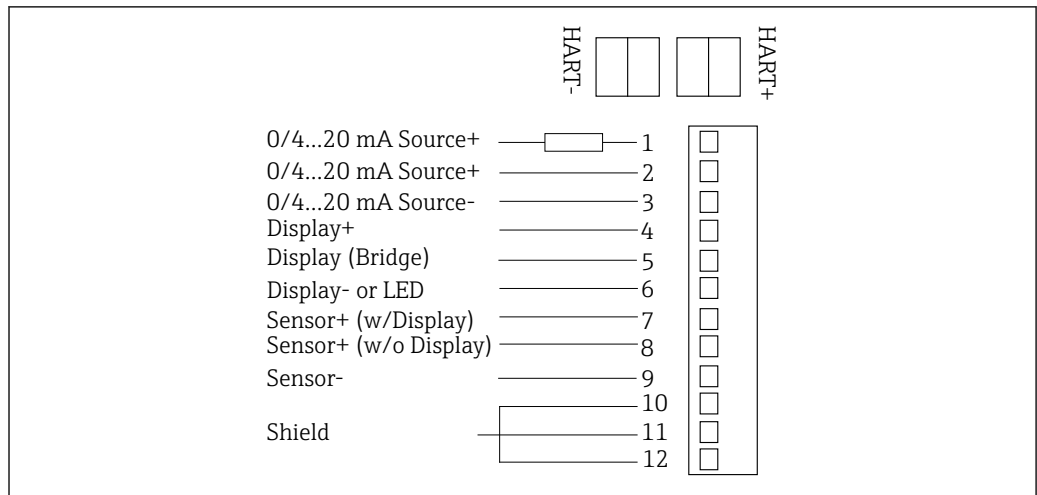 HART-
HART+
0/4...20 mA Source+ 1
0/4...20 mA Source+ 2
0/4...20 mA Source- 3
Display+ 4
Display (Bridge) 5
Display- or LED 6
Sensor+ (w/Display) 7
Sensor+ (w/o Display) 8
Sensor- 9
10
Shield 11
12